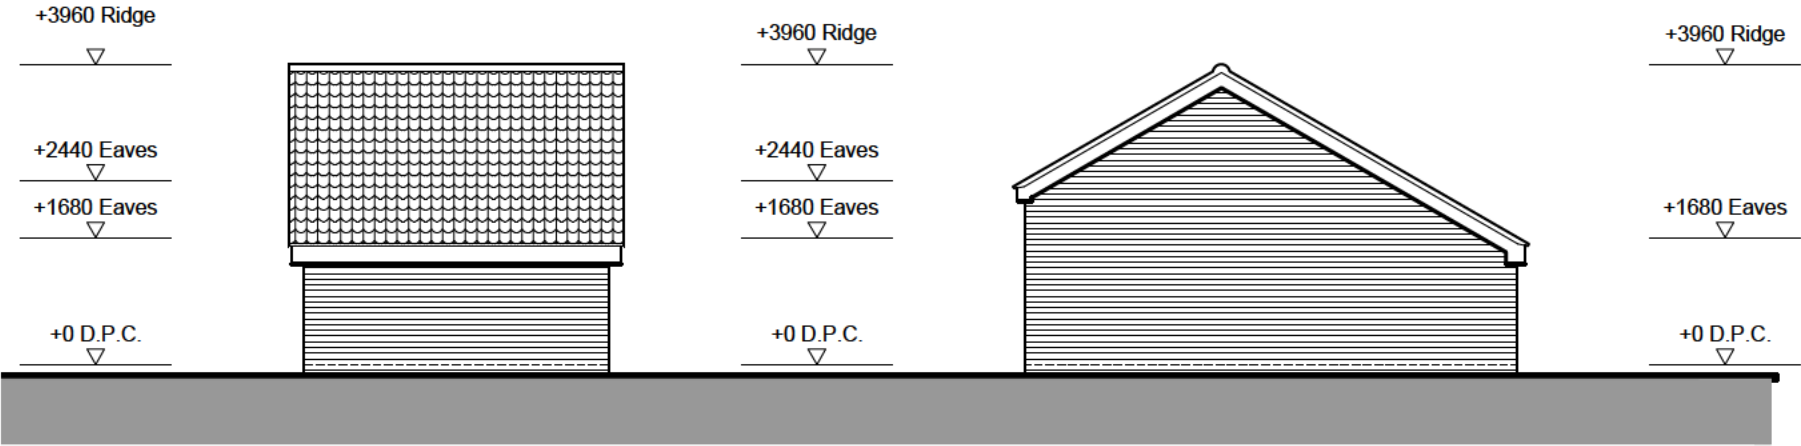 +3960 Ridge
+2440 Eaves
+1680 Eaves
+0 D.P.C.
+3960 Ridge
+2440 Eaves
+1680 Eaves
+0 D.P.C.
+3960 Ridge
+1680 Eaves
+0 D.P.C.